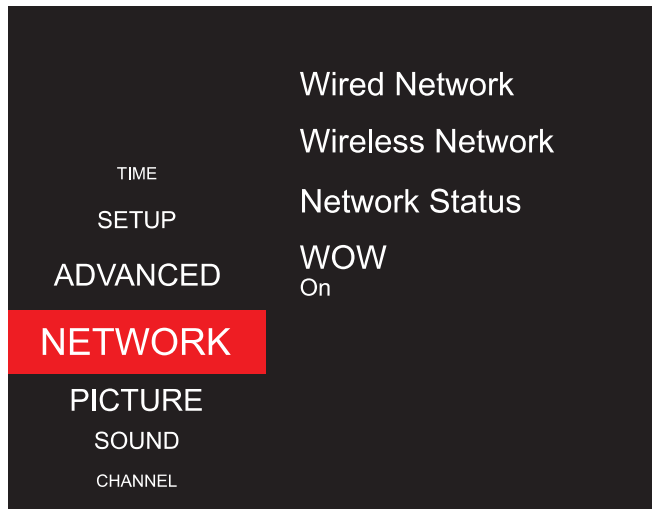 TIME
SETUP
ADVANCED
NETWORK
PICTURE
SOUND
CHANNEL
Wired Network
Wireless Network
Network Status
WOW
On